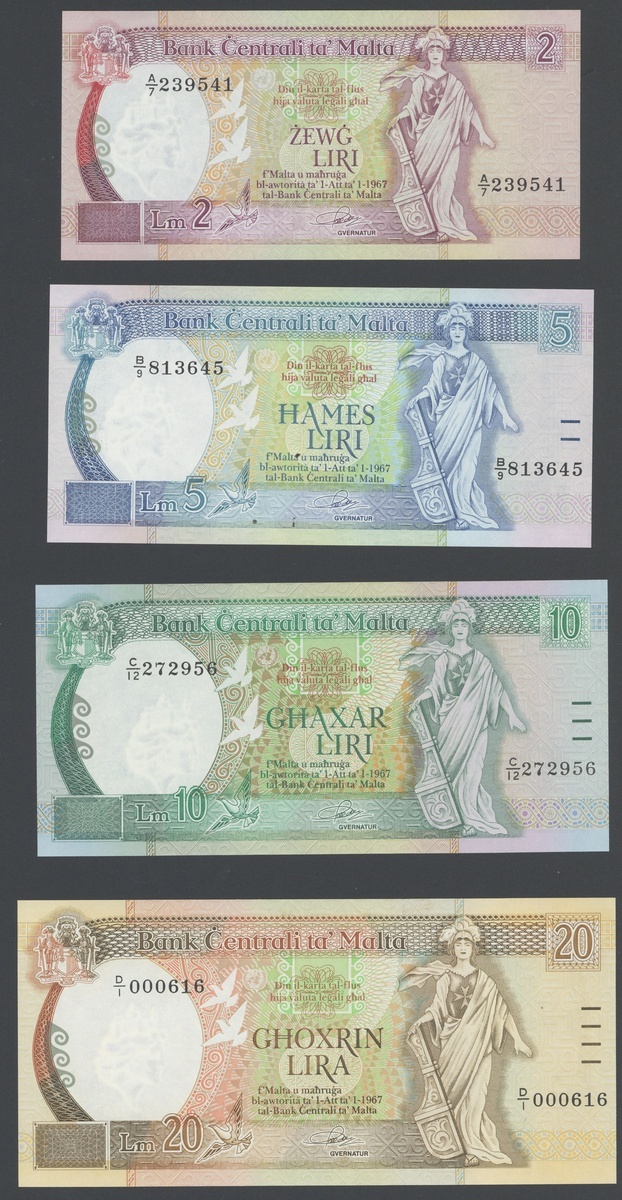 Bank Ċentrali ta' Malta
2
A/7 239541
Din il-karta tal-flus
hija valuta legali għal
ŻEWĠ
LIRI
f'Malta u maħruġa
bl-awtorità ta' l-Att ta' l-1967
tal-Bank Ċentrali ta' Malta
A/7 239541
Lm 2
GVERNATUR
Bank Ċentrali ta' Malta
5
B/9 813645
Din il-karta tal-flus
hija valuta legali għal
ĦAMES
LIRI
f'Malta u maħruġa
bl-awtorità ta' l-Att ta' l-1967
tal-Bank Ċentrali ta' Malta
B/9 813645
Lm 5
GVERNATUR
Bank Ċentrali ta' Malta
10
C/12 272956
Din il-karta tal-flus
hija valuta legali għal
GĦAXAR
LIRI
f'Malta u maħruġa
bl-awtorità ta' l-Att ta' l-1967
tal-Bank Ċentrali ta' Malta
C/12 272956
Lm 10
GVERNATUR
Bank Ċentrali ta' Malta
20
D/1 000616
Din il-karta tal-flus
hija valuta legali għal
GĦOXRIN
LIRA
f'Malta u maħruġa
bl-awtorità ta' l-Att ta' l-1967
tal-Bank Ċentrali ta' Malta
D/1 000616
Lm 20
GVERNATUR